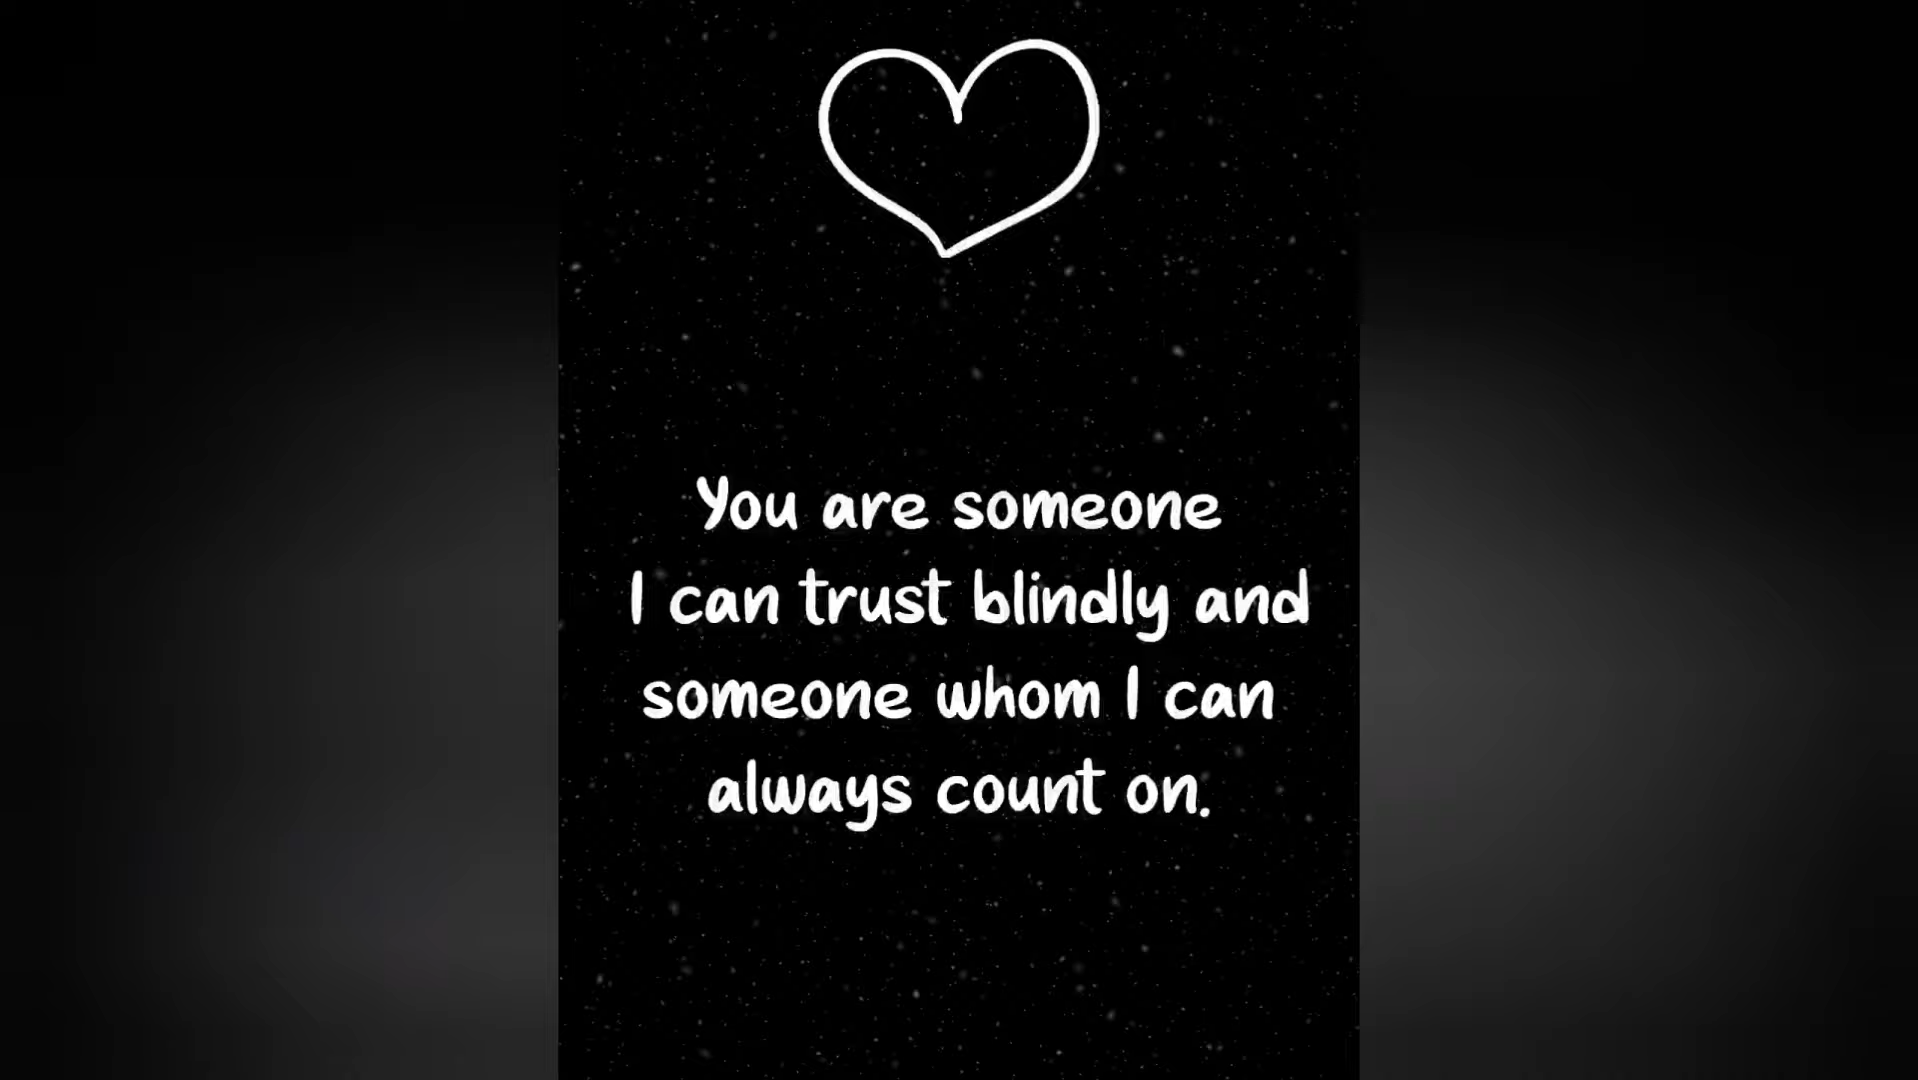 You are someone
I can trust blindly and
someone whom I can
always count on.